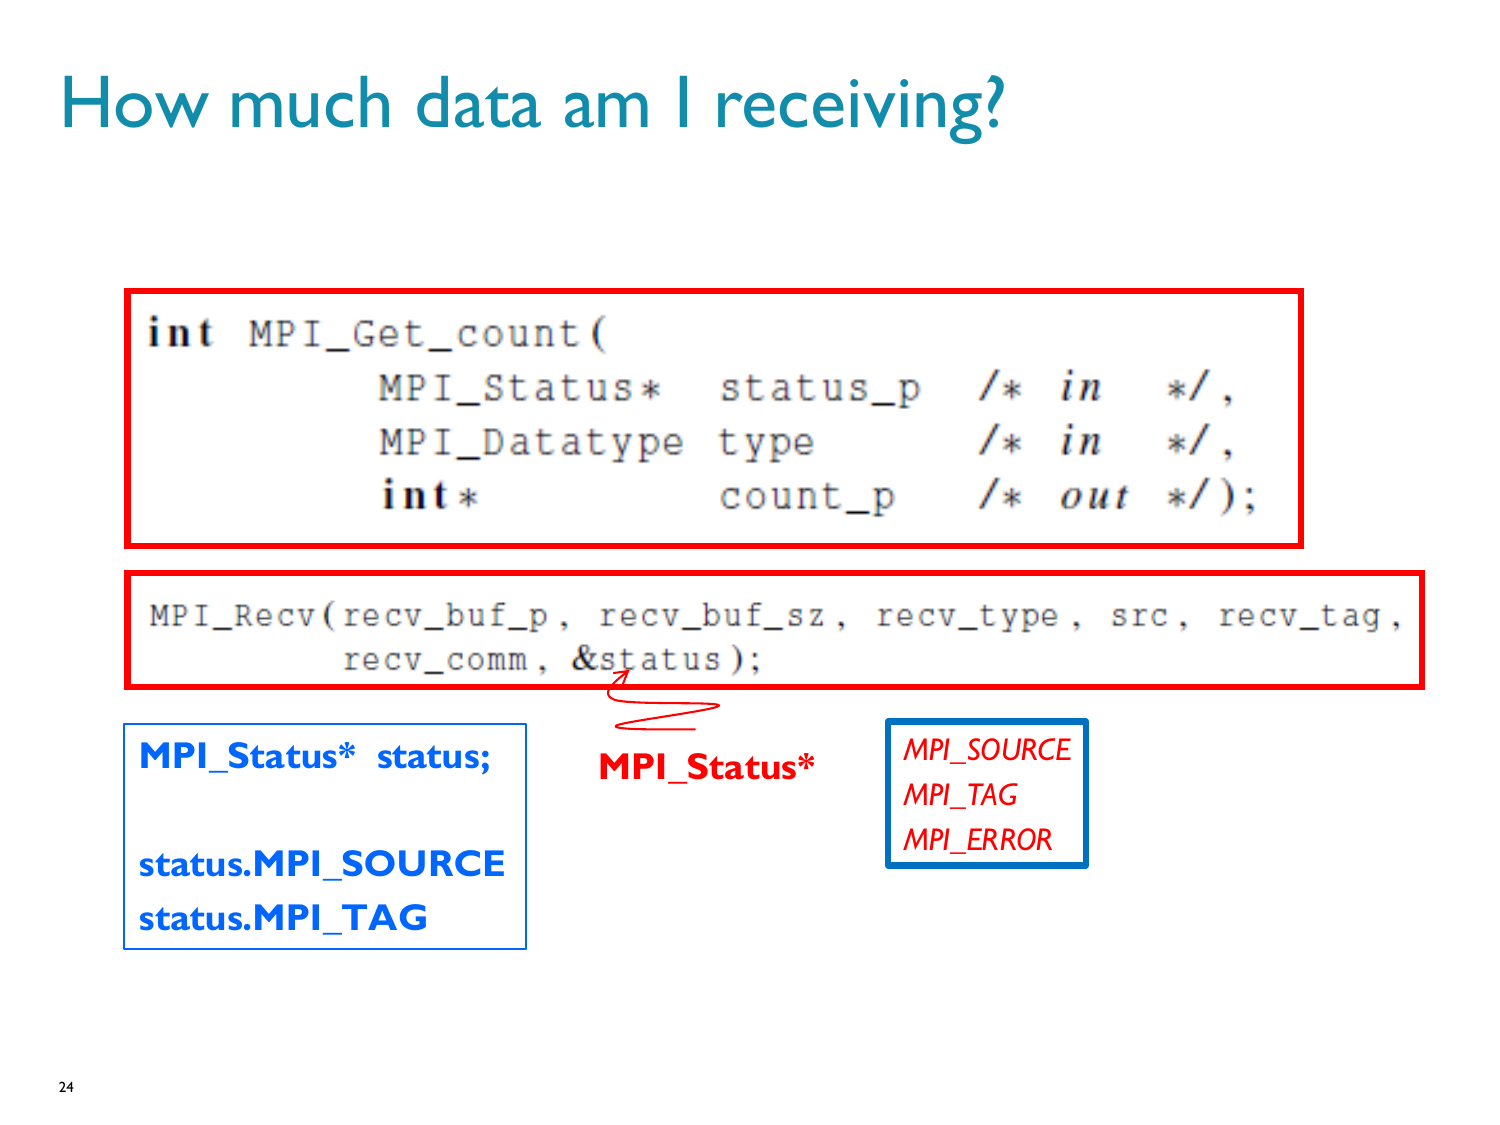 How much data am I receiving?
int MPI_Get_count(
MPI_Status* status_p /* in */,
MPI_Datatype type /* in */,
int* count_p /* out */);
MPI_Recv(recv_buf_p, recv_buf_sz, recv_type, src, recv_tag,
recv_comm, &status);
MPI_Status* status;
status.MPI_SOURCE
status.MPI_TAG
MPI_Status*
MPI_SOURCE
MPI_TAG
MPI_ERROR
24